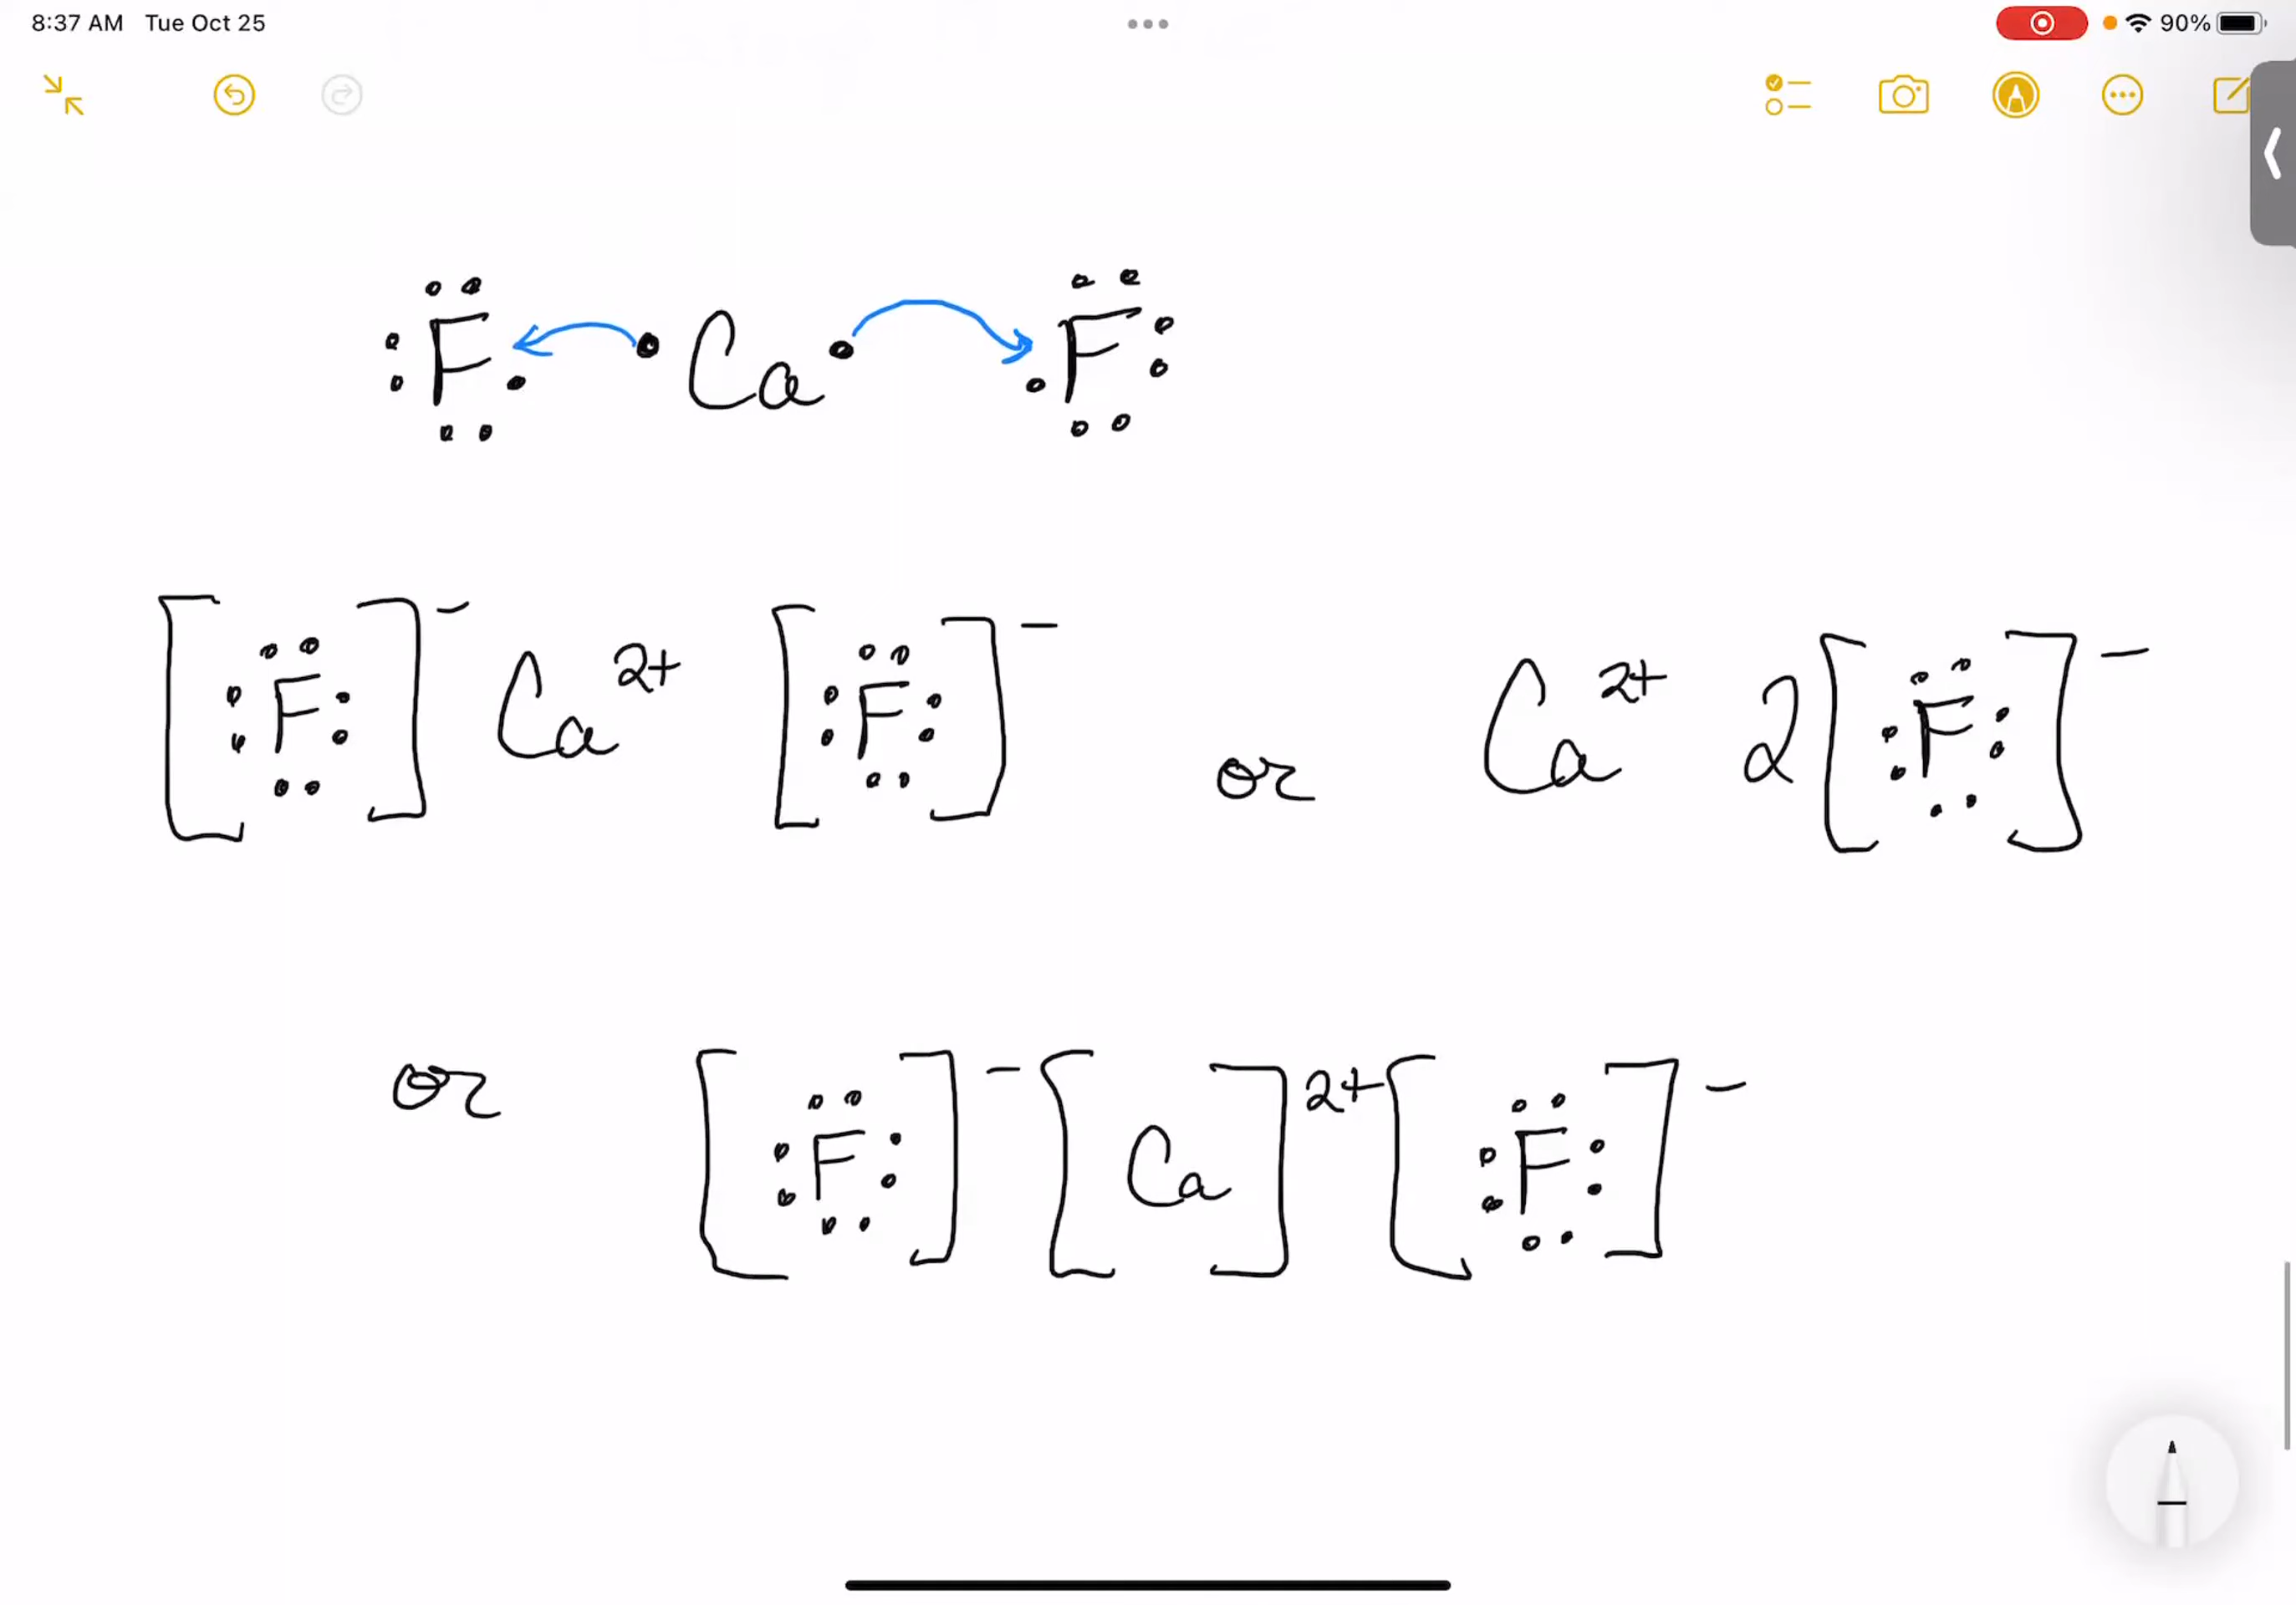 8:37 AM Tue Oct 25 90%
F Ca F
[F]⁻ Ca²⁺ [F]⁻ or Ca²⁺ 2[F]⁻
or [F]⁻ [Ca]²⁺ [F]⁻